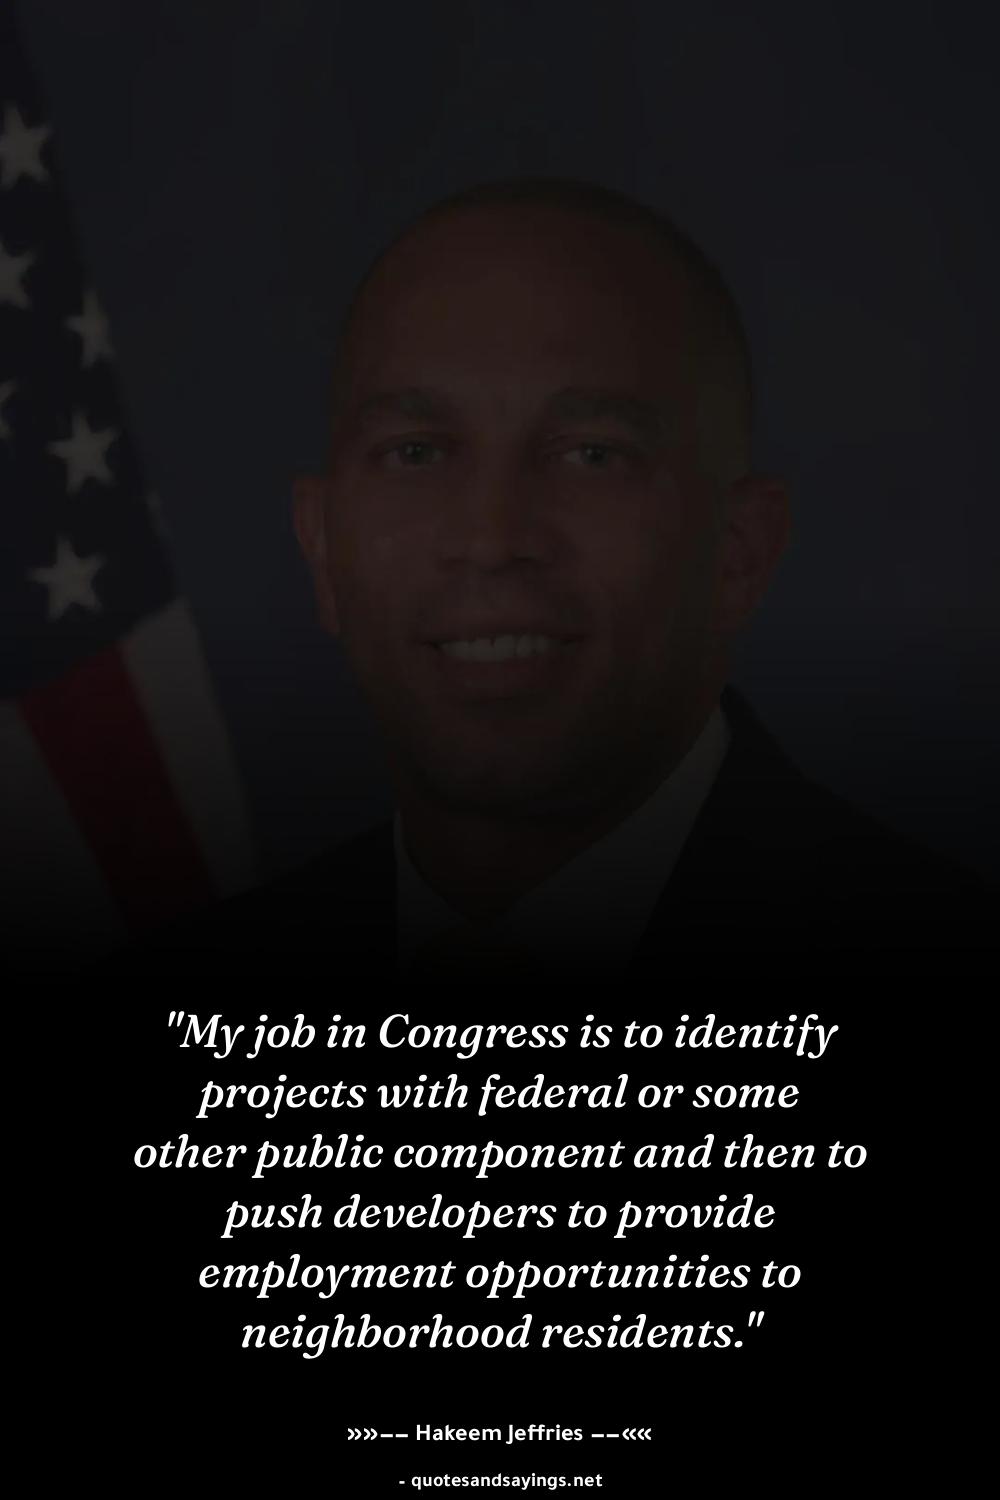 "My job in Congress is to identify
projects with federal or some
other public component and then to
push developers to provide
employment opportunities to
neighborhood residents."
»»–– Hakeem Jeffries ––««
- quotesandsayings.net